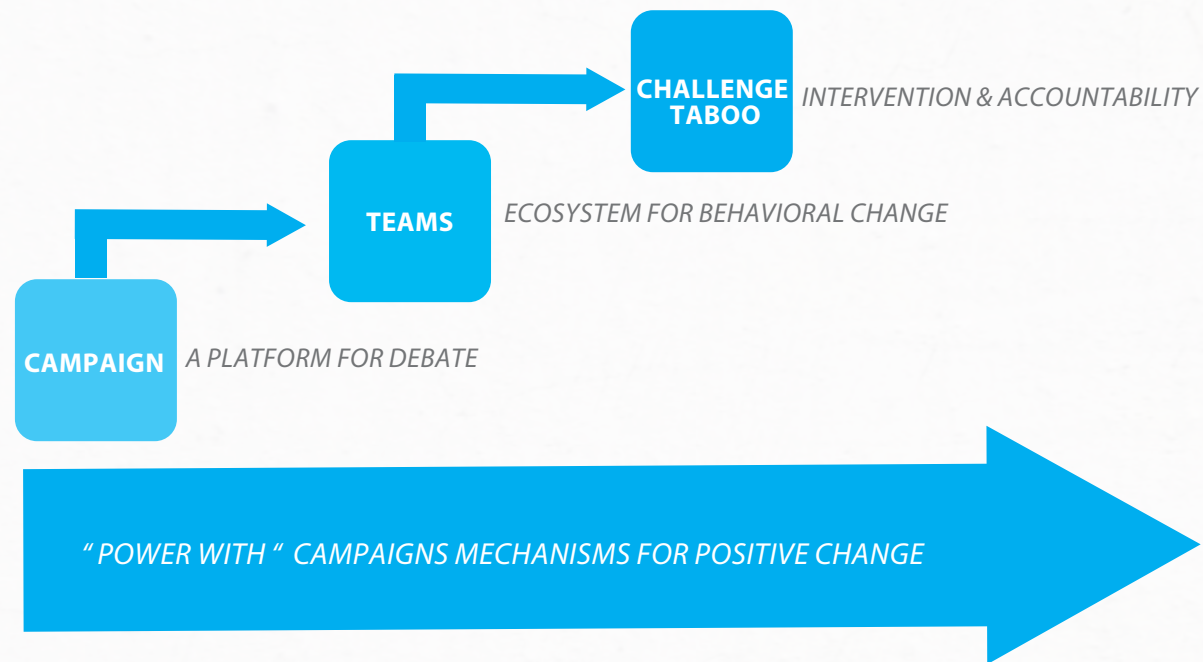 CHALLENGE
TABOO
INTERVENTION & ACCOUNTABILITY
TEAMS
ECOSYSTEM FOR BEHAVIORAL CHANGE
CAMPAIGN
A PLATFORM FOR DEBATE
“ POWER WITH “ CAMPAIGNS MECHANISMS FOR POSITIVE CHANGE